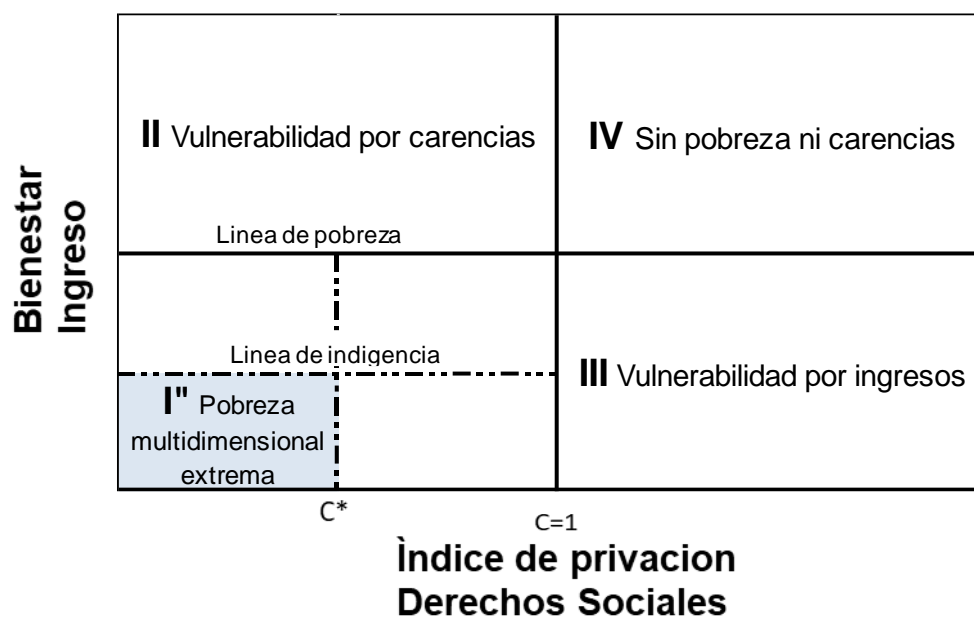 II Vulnerabilidad por carencias
IV Sin pobreza ni carencias
Bienestar
Ingreso
Linea de pobreza
Linea de indigencia
III Vulnerabilidad por ingresos
I" Pobreza
multidimensional
extrema
C*
C=1
Ìndice de privacion
Derechos Sociales